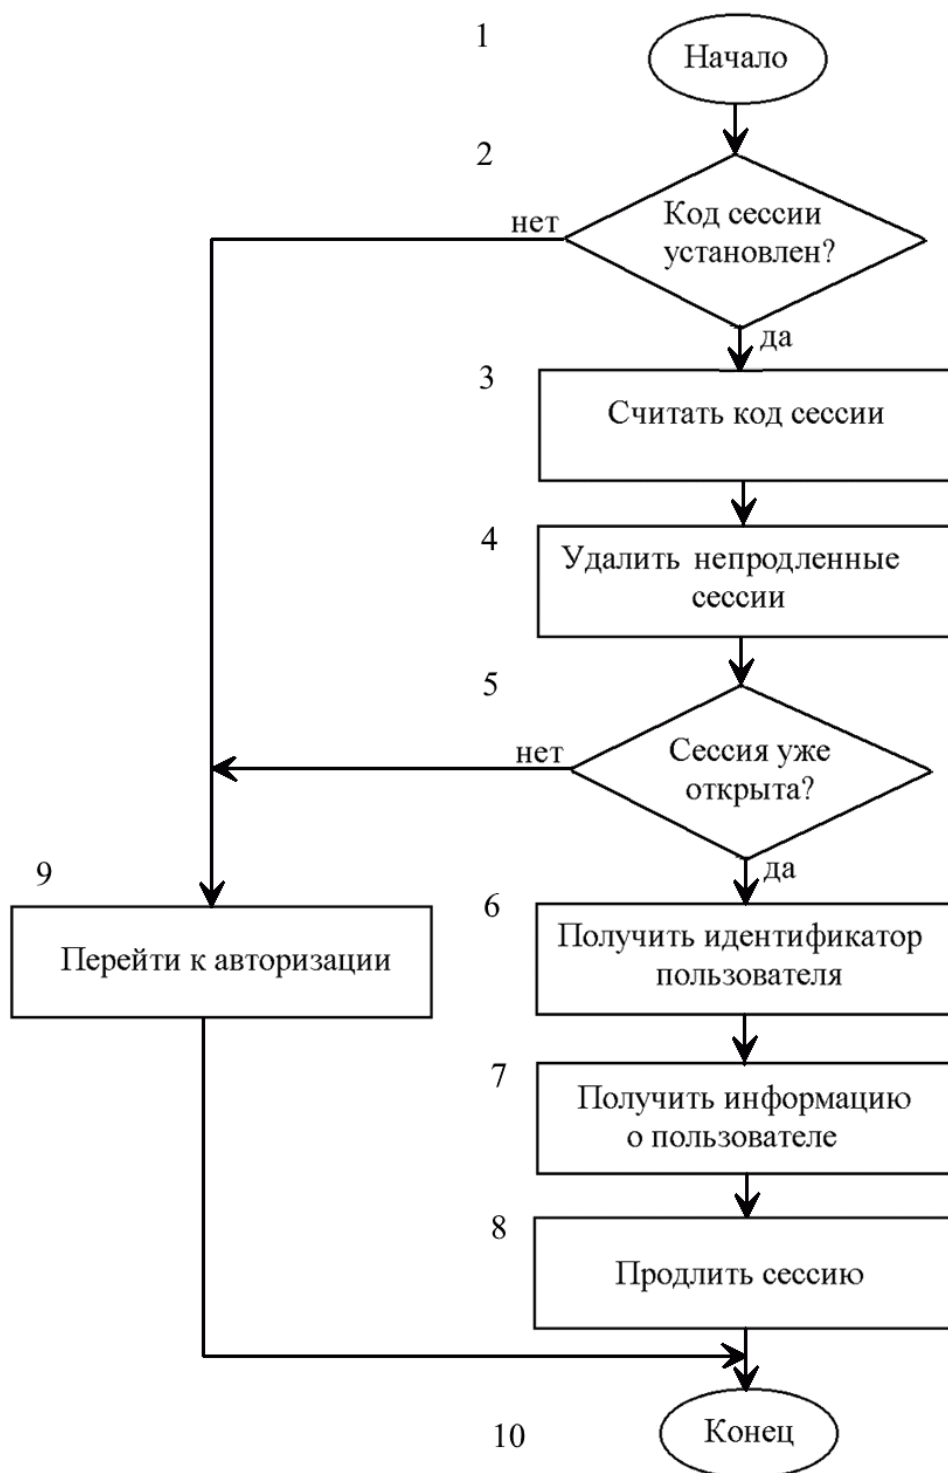 1
Начало
2
Код сессии
установлен?
нет
да
3
Считать код сессии
4
Удалить непродленные
сессии
5
Сессия уже
открыта?
нет
да
9
Перейти к авторизации
6
Получить идентификатор
пользователя
7
Получить информацию
о пользователе
8
Продлить сессию
10
Конец